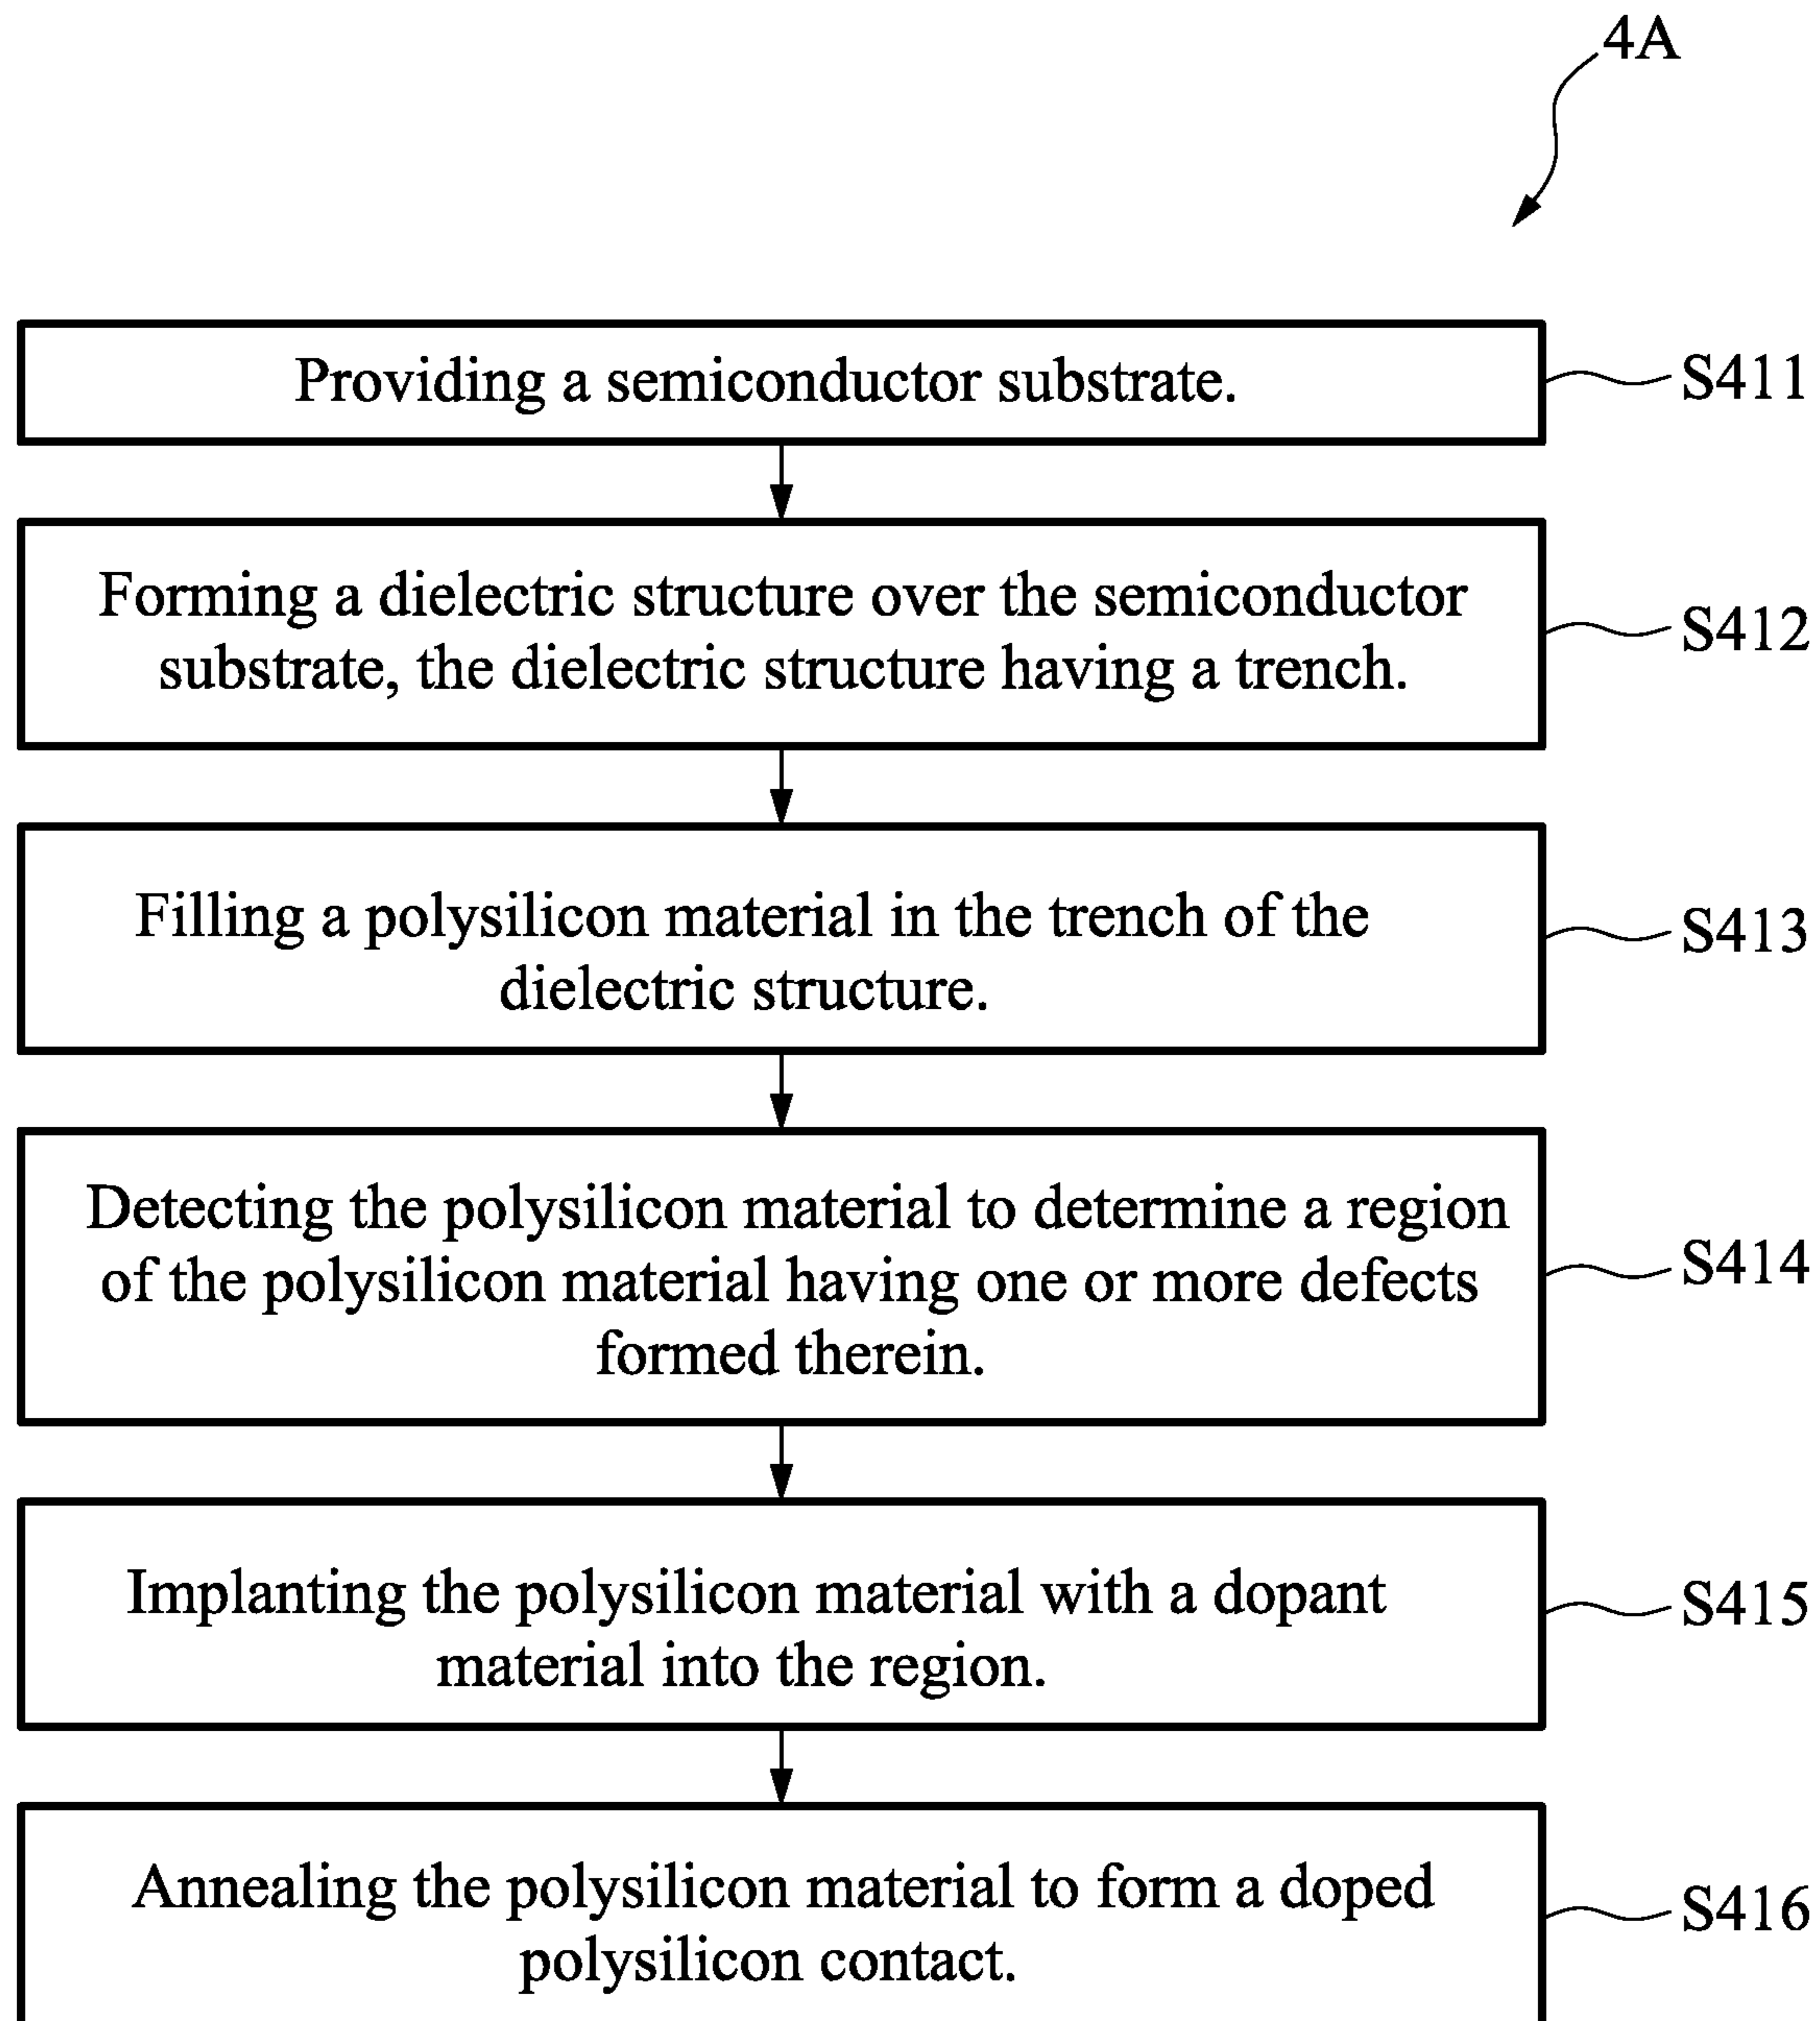 4A
Providing a semiconductor substrate.
S411
Forming a dielectric structure over the semiconductor
substrate, the dielectric structure having a trench.
S412
Filling a polysilicon material in the trench of the
dielectric structure.
S413
Detecting the polysilicon material to determine a region
of the polysilicon material having one or more defects
formed therein.
S414
Implanting the polysilicon material with a dopant
material into the region.
S415
Annealing the polysilicon material to form a doped
polysilicon contact.
S416